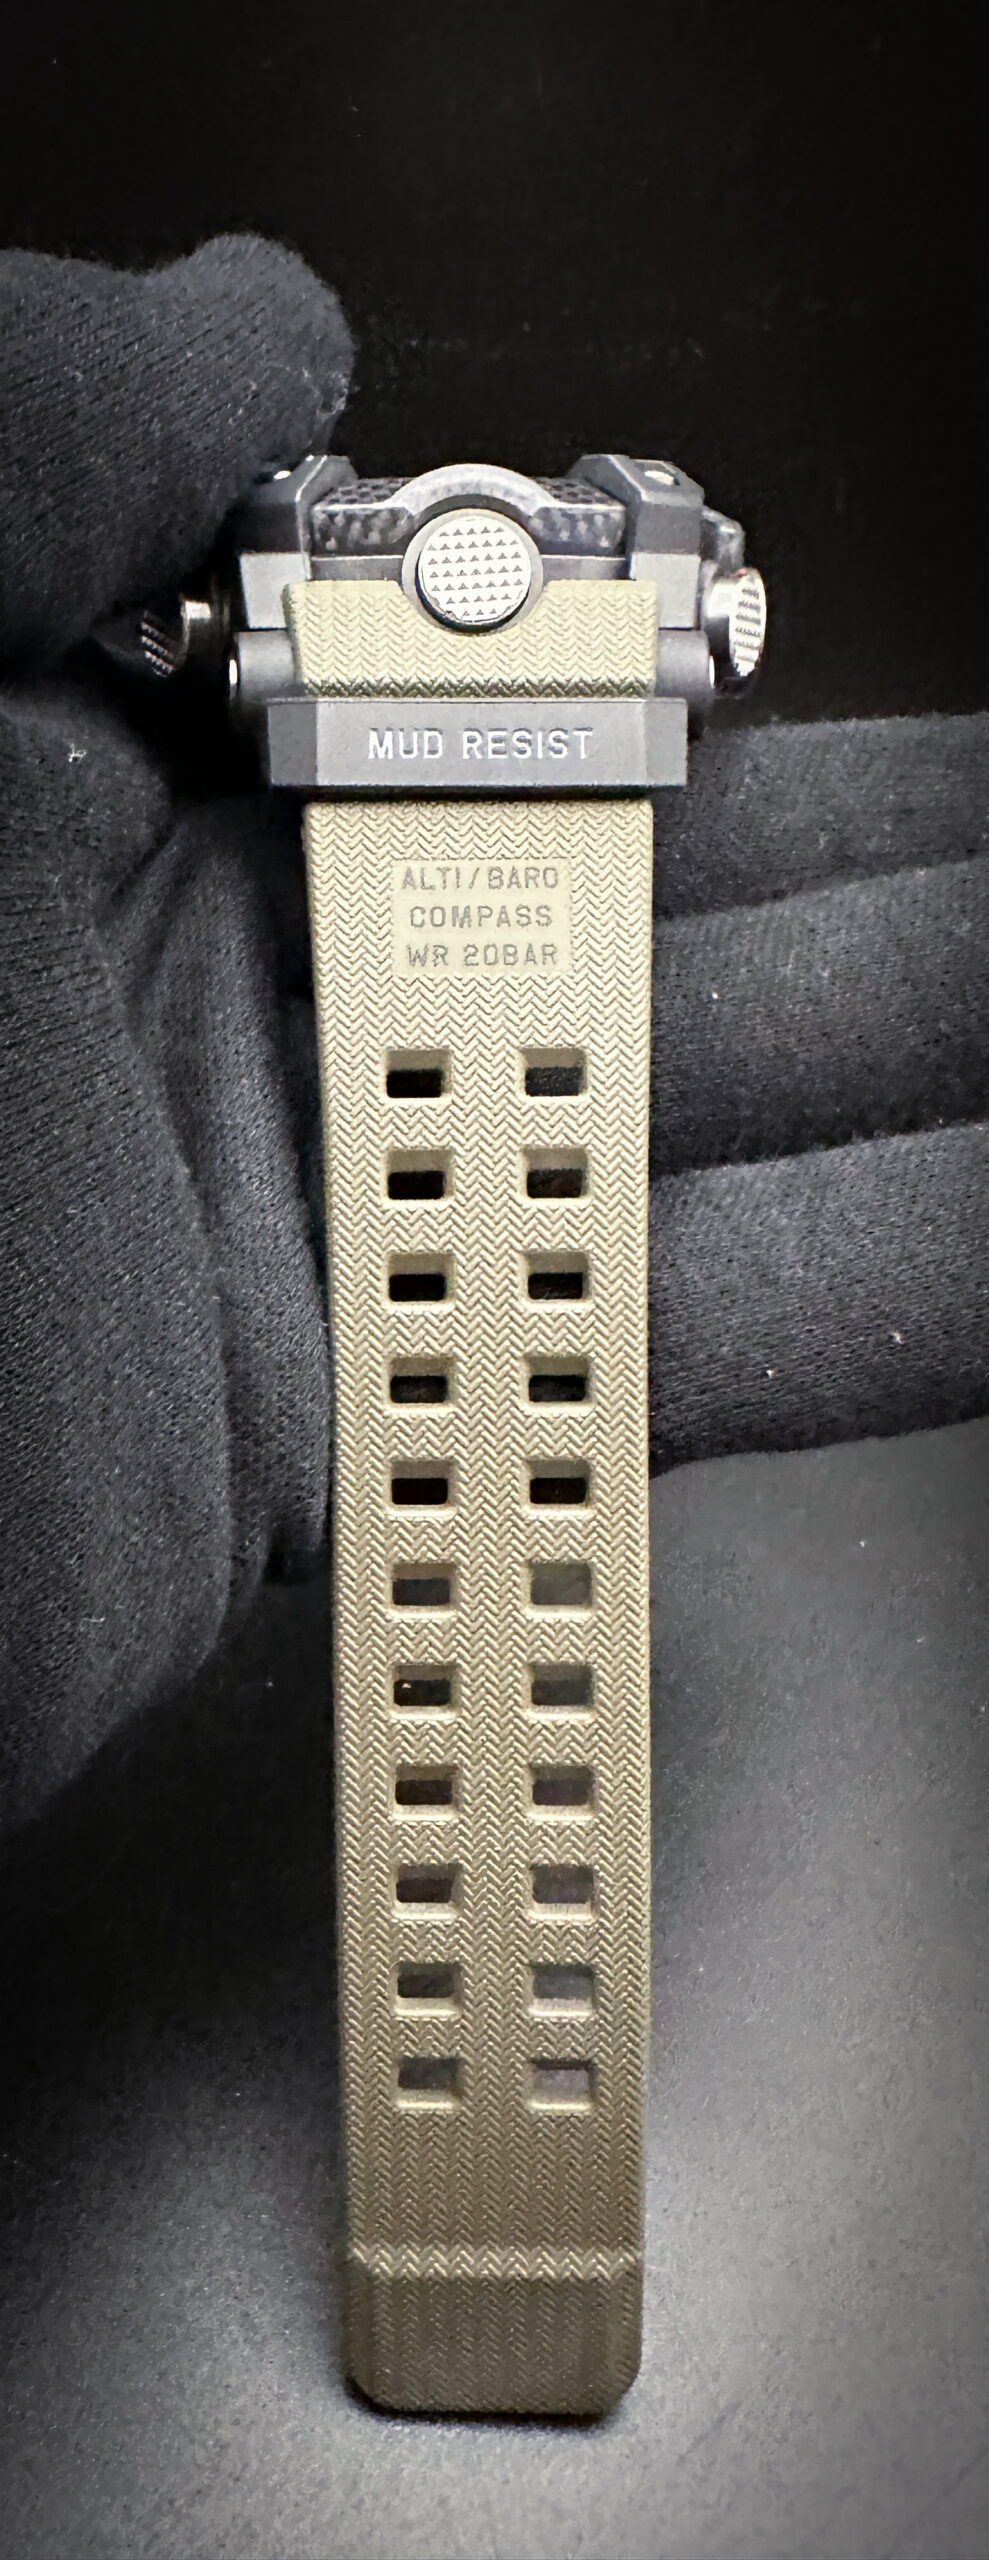 MUD RESIST
ALTI/BARO
COMPASS
WR 20BAR